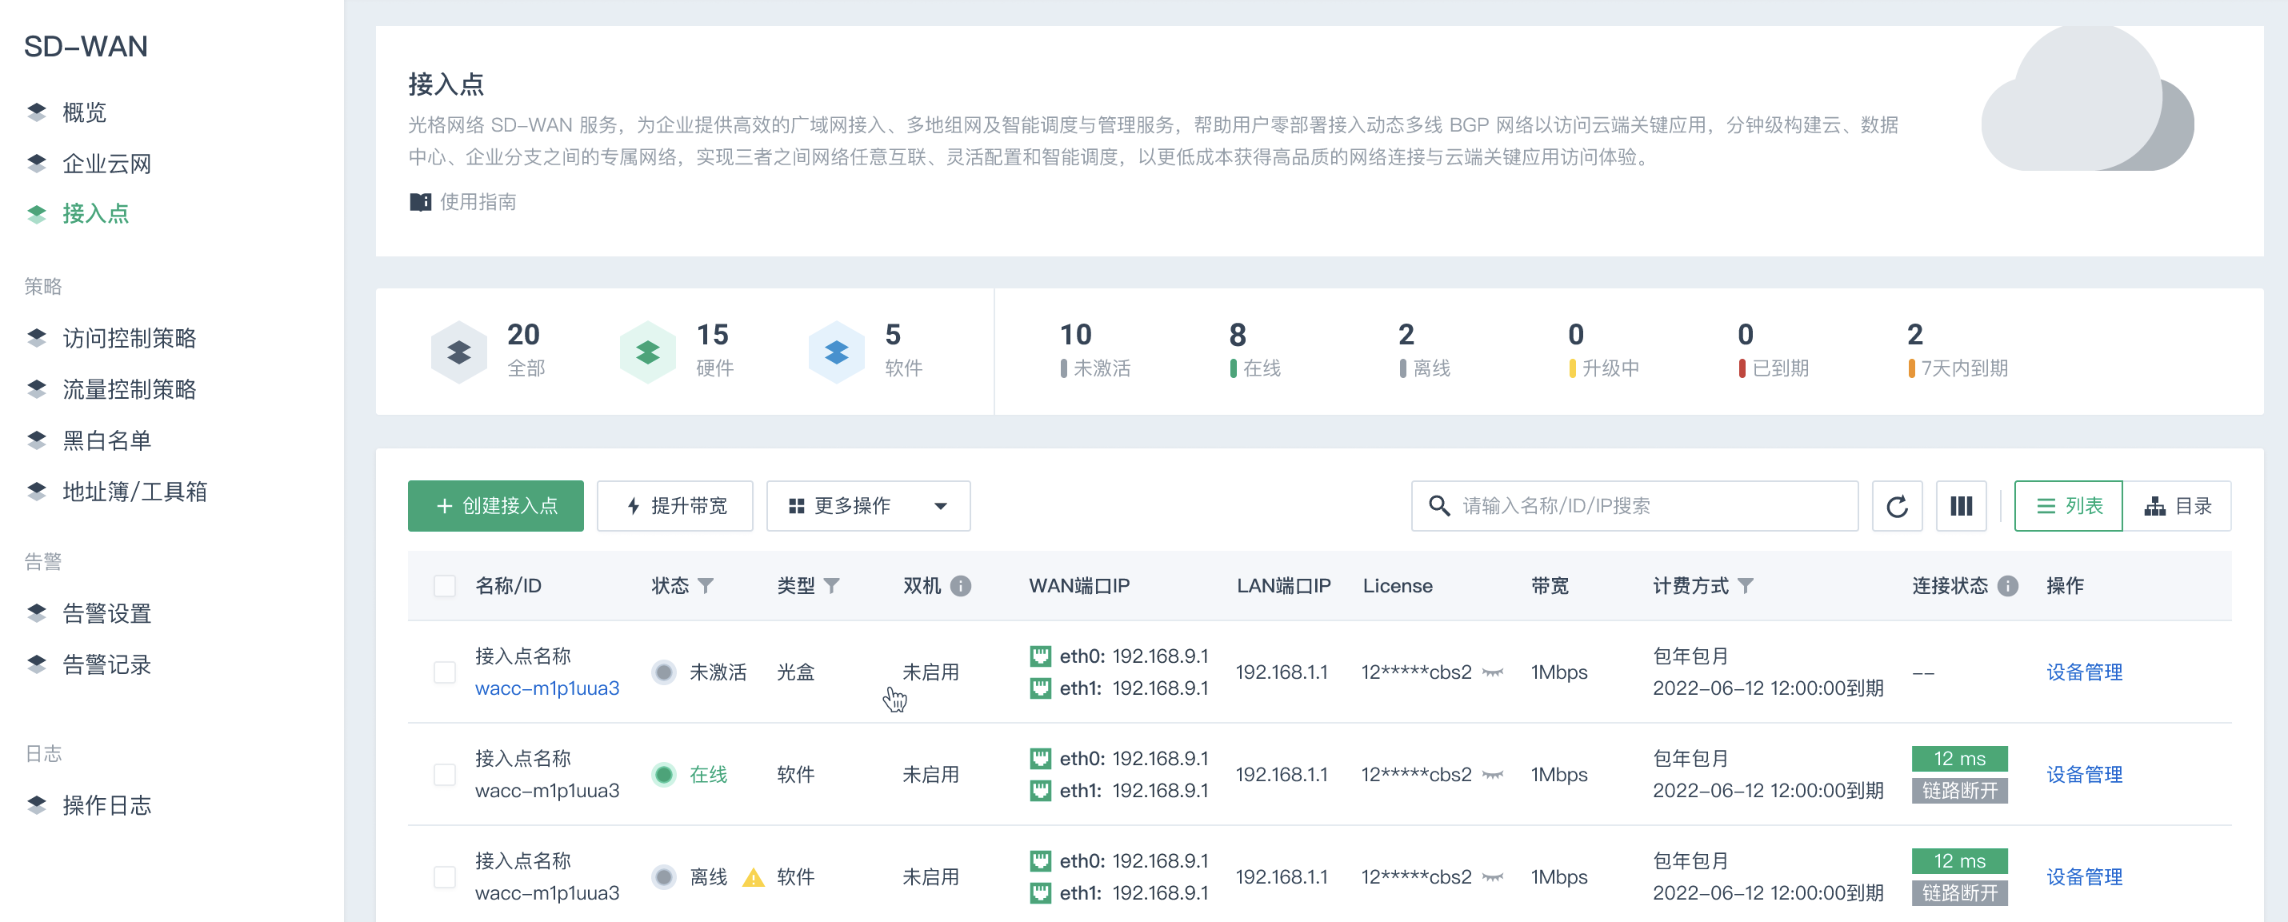 SD-WAN
概览
企业云网
接入点
策略
访问控制策略
流量控制策略
黑白名单
地址簿/工具箱
告警
告警设置
告警记录
日志
操作日志
接入点
光格网络 SD-WAN 服务，为企业提供高效的广域网接入、多地组网及智能调度与管理服务，帮助用户零部署接入动态多线 BGP 网络以访问云端关键应用，分钟级构建云、数据
中心、企业分支之间的专属网络，实现三者之间网络任意互联、灵活配置和智能调度，以更低成本获得高品质的网络连接与云端关键应用访问体验。
使用指南
20 15 5 10 8 2 0 0 2
全部 硬件 软件 未激活 在线 离线 升级中 已到期 7天内到期
创建接入点 提升带宽 更多操作 请输入名称/ID/IP搜索 列表 目录
名称/ID 状态 类型 双机 WAN端口IP LAN端口IP License 带宽 计费方式 连接状态 操作
接入点名称 eth0: 192.168.9.1 包年包月
未激活 光盒 未启用 192.168.1.1 12*****cbs2 1Mbps -- 设备管理
wacc-m1p1uua3 eth1: 192.168.9.1 2022-06-12 12:00:00到期
接入点名称 eth0: 192.168.9.1 包年包月 12 ms
在线 软件 未启用 192.168.1.1 12*****cbs2 1Mbps 设备管理
wacc-m1p1uua3 eth1: 192.168.9.1 2022-06-12 12:00:00到期 链路断开
接入点名称 eth0: 192.168.9.1 包年包月 12 ms
离线 软件 未启用 192.168.1.1 12*****cbs2 1Mbps 设备管理
wacc-m1p1uua3 eth1: 192.168.9.1 2022-06-12 12:00:00到期 链路断开